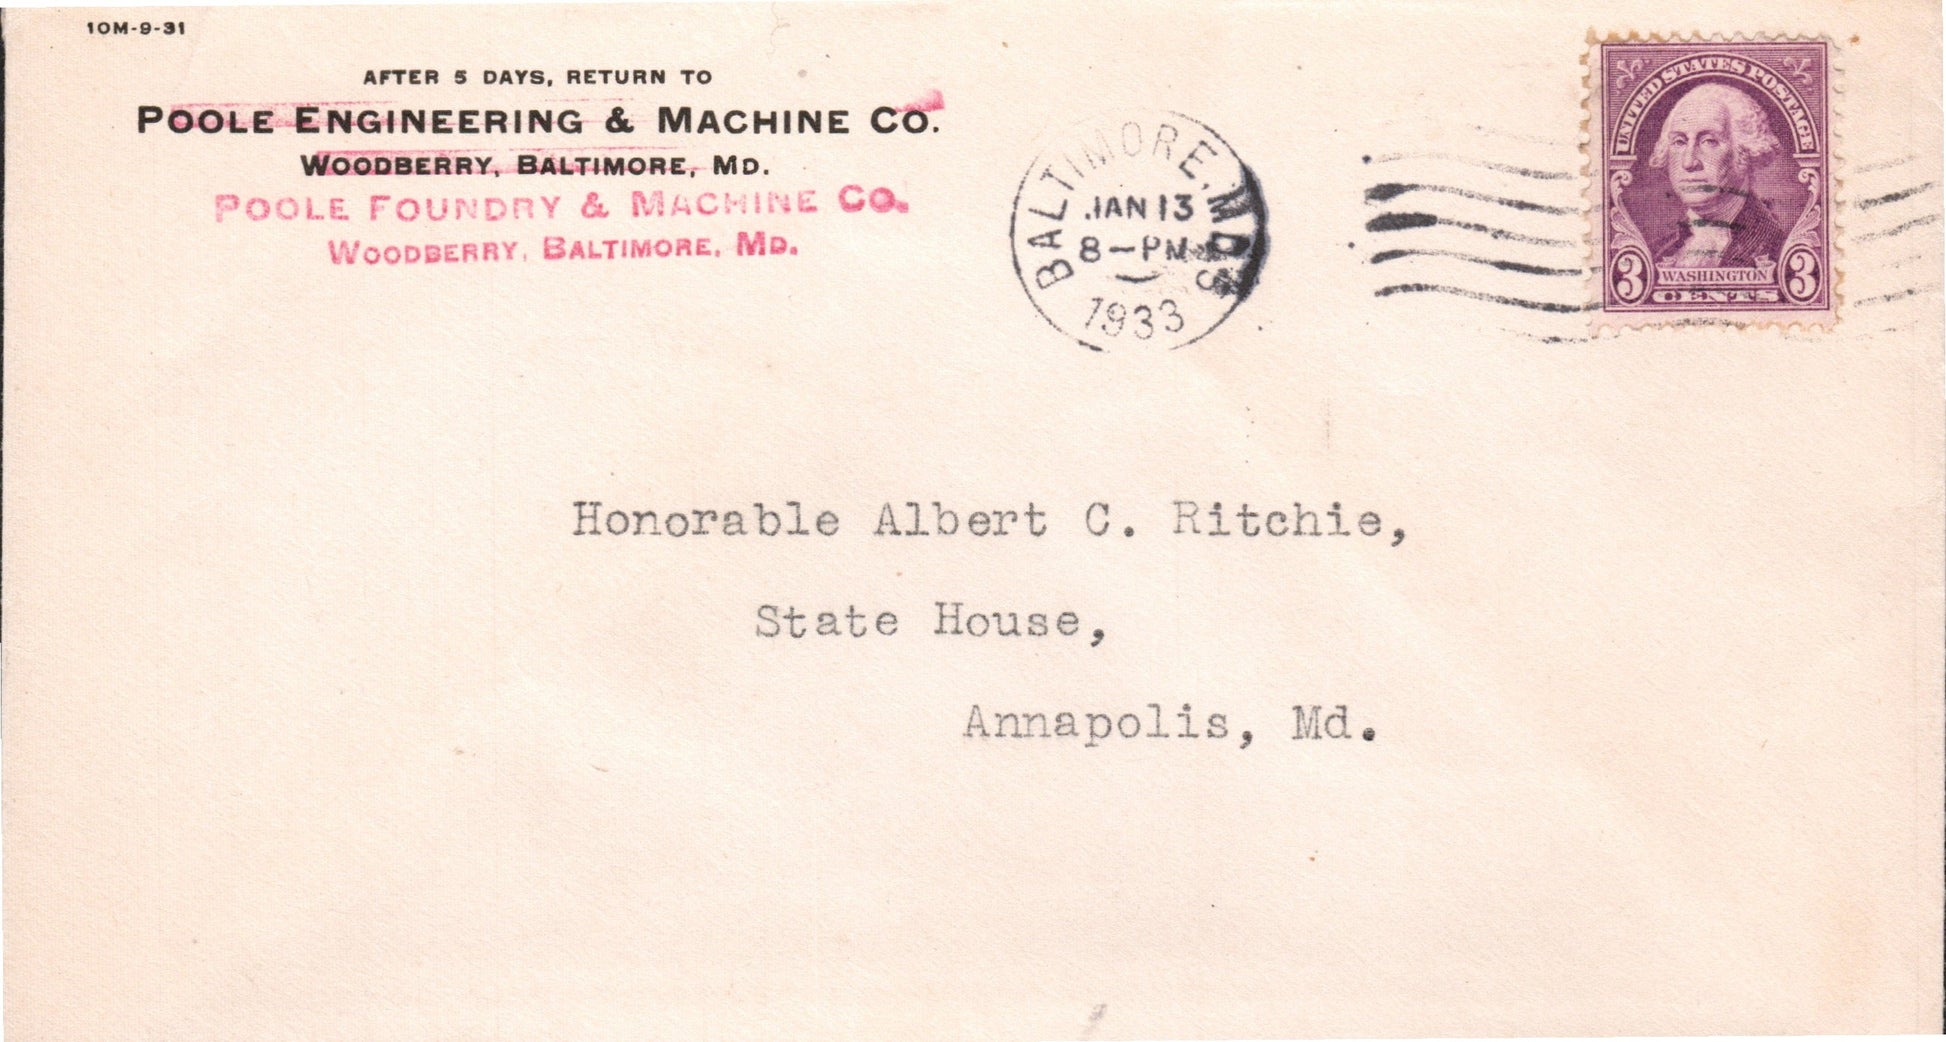 10M-9-31
AFTER 5 DAYS, RETURN TO
POOLE ENGINEERING & MACHINE CO.
WOODBERRY, BALTIMORE, MD.
POOLE FOUNDRY & MACHINE CO.
WOODBERRY, BALTIMORE, MD.
BALTIMORE, MD.
JAN 13
8-PM
1933
UNITED STATES POSTAGE
3 WASHINGTON 3
CENTS
Honorable Albert C. Ritchie,
State House,
Annapolis, Md.